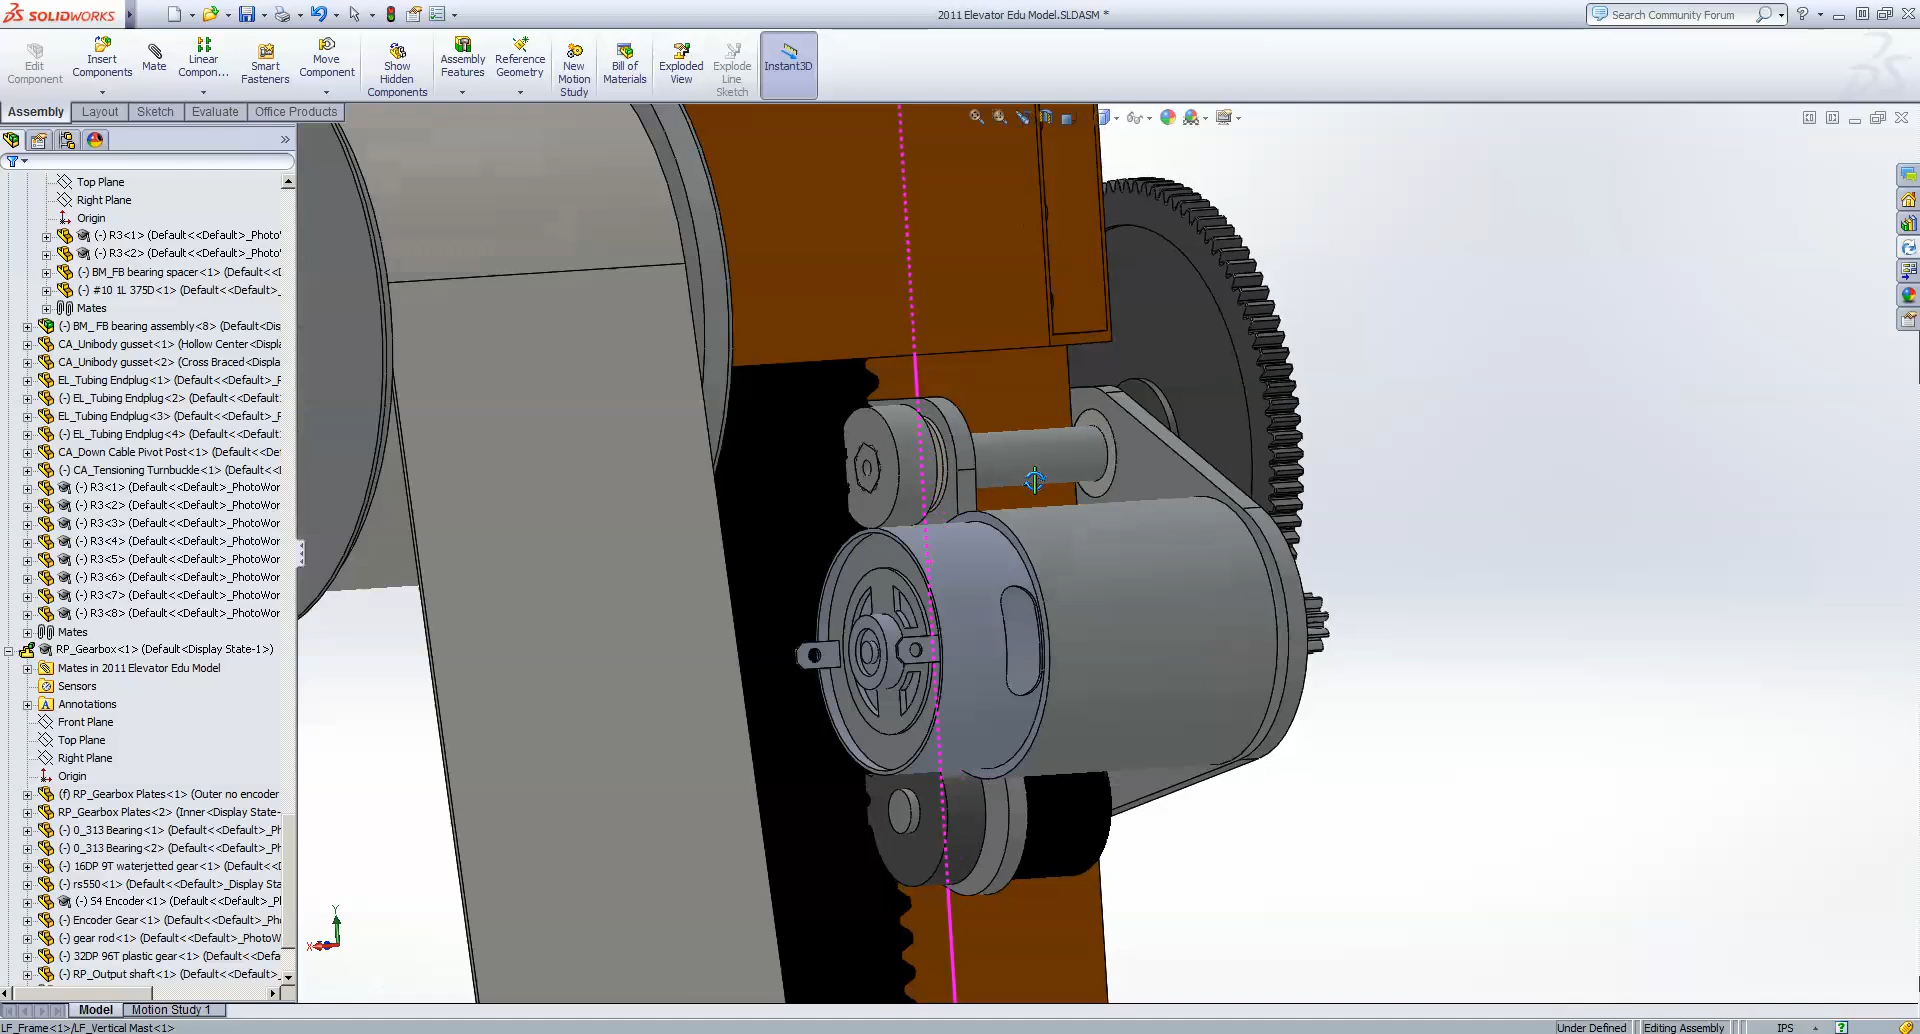 SOLIDWORKS
2011 Elevator Edu Model.SLDASM *
Search Community Forum
Edit Component
Insert Components
Mate
Linear Compon...
Smart Fasteners
Move Component
Show Hidden Components
Assembly Features
Reference Geometry
New Motion Study
Bill of Materials
Exploded View
Explode Line Sketch
Instant3D
Assembly Layout Sketch Evaluate Office Products
Top Plane
Right Plane
Origin
(-) R3<1> (Default<<Default>_Photo
(-) R3<2> (Default<<Default>_Photo
(-) BM_FB bearing spacer<1> (Default<<
(-) #10 1L 375D<1> (Default<<Default>_
Mates
(-) BM_ FB bearing assembly<8> (Default<Dis
CA_Unibody gusset<1> (Hollow Center<Displa
CA_Unibody gusset<2> (Cross Braced<Displa
EL_Tubing Endplug<1> (Default<<Default>_F
(-) EL_Tubing Endplug<2> (Default<<Default
EL_Tubing Endplug<3> (Default<<Default>_F
(-) EL_Tubing Endplug<4> (Default<<Default
CA_Down Cable Pivot Post<1> (Default<<De
(-) CA_Tensioning Turnbuckle<1> (Default<<
(-) R3<1> (Default<<Default>_PhotoWor
(-) R3<2> (Default<<Default>_PhotoWor
(-) R3<3> (Default<<Default>_PhotoWor
(-) R3<4> (Default<<Default>_PhotoWor
(-) R3<5> (Default<<Default>_PhotoWor
(-) R3<6> (Default<<Default>_PhotoWor
(-) R3<7> (Default<<Default>_PhotoWor
(-) R3<8> (Default<<Default>_PhotoWor
Mates
RP_Gearbox<1> (Default<Display State-1>)
Mates in 2011 Elevator Edu Model
Sensors
Annotations
Front Plane
Top Plane
Right Plane
Origin
(f) RP_Gearbox Plates<1> (Outer no encoder
RP_Gearbox Plates<2> (Inner<Display State-
(-) 0_313 Bearing<1> (Default<<Default>_Ph
(-) 0_313 Bearing<2> (Default<<Default>_Ph
(-) 16DP 9T waterjetted gear<1> (Default<<
(-) rs550<1> (Default<<Default>_Display Sta
(-) S4 Encoder<1> (Default<<Default>_Pl
(-) Encoder Gear<1> (Default<<Default>_Pho
(-) gear rod<1> (Default<<Default>_PhotoW
(-) 32DP 96T plastic gear<1> (Default<<Defa
(-) RP_Output shaft<1> (Default<<Default>_
Y
X
Model Motion Study 1
LF_Frame<1>/LF_Vertical Mast<1>
Under Defined Editing Assembly IPS